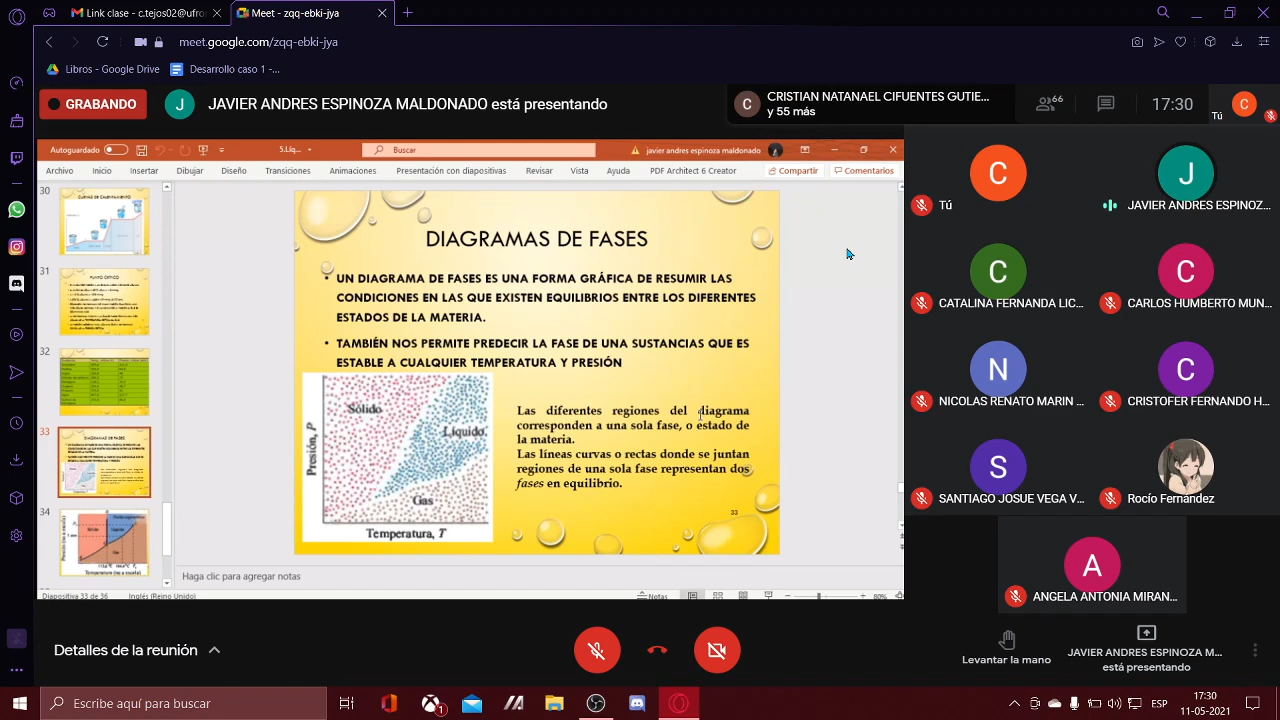 Link clase - c.tejos02@ufro
Meet - zqq-ebki-jya
meet.google.com/zqq-ebki-jya
Libros - Google Drive
Desarrollo caso 1 -...
GRABANDO
J
JAVIER ANDRES ESPINOZA MALDONADO está presentando
C
CRISTIAN NATANAEL CIFUENTES GUTIE...
y 55 más
66
17:30
Tú
C
Autoguardado
5.Líq...
Buscar
javier andres espinoza maldonado
Archivo
Inicio
Insertar
Dibujar
Diseño
Transiciones
Animaciones
Presentación con diapositivas
Revisar
Vista
Ayuda
PDF Architect 6 Creator
Compartir
Comentarios
30
CURVAS DE CALENTAMIENTO
31
PUNTO CRITICO
32
33
DIAGRAMAS DE FASES
34
DIAGRAMAS DE FASES
• UN DIAGRAMA DE FASES ES UNA FORMA GRÁFICA DE RESUMIR LAS
CONDICIONES EN LAS QUE EXISTEN EQUILIBRIOS ENTRE LOS DIFERENTES
ESTADOS DE LA MATERIA.
• TAMBIÉN NOS PERMITE PREDECIR LA FASE DE UNA SUSTANCIAS QUE ES
ESTABLE A CUALQUIER TEMPERATURA Y PRESIÓN
Sólido
Líquido
Gas
Presión, P
Temperatura, T
Las diferentes regiones del diagrama
corresponden a una sola fase, o estado de
la materia.
Las líneas curvas o rectas donde se juntan
regiones de una sola fase representan dos
fases en equilibrio.
33
Haga clic para agregar notas
Diapositiva 33 de 36
Inglés (Reino Unido)
Notas
80%
C
Tú
J
JAVIER ANDRES ESPINOZ...
C
CATALINA FERNANDA LIC...
C
CARLOS HUMBERTO MUN...
N
NICOLAS RENATO MARIN ...
C
CRISTOFER FERNANDO H...
S
SANTIAGO JOSUE VEGA V...
Rocío Fernández
A
ANGELA ANTONIA MIRAN...
Detalles de la reunión
Levantar la mano
JAVIER ANDRES ESPINOZA M...
está presentando
Escribe aquí para buscar
1
ESP
17:30
11-05-2021